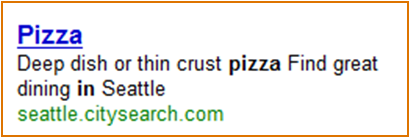 Pizza
Deep dish or thin crust pizza Find great
dining in Seattle
seattle.citysearch.com